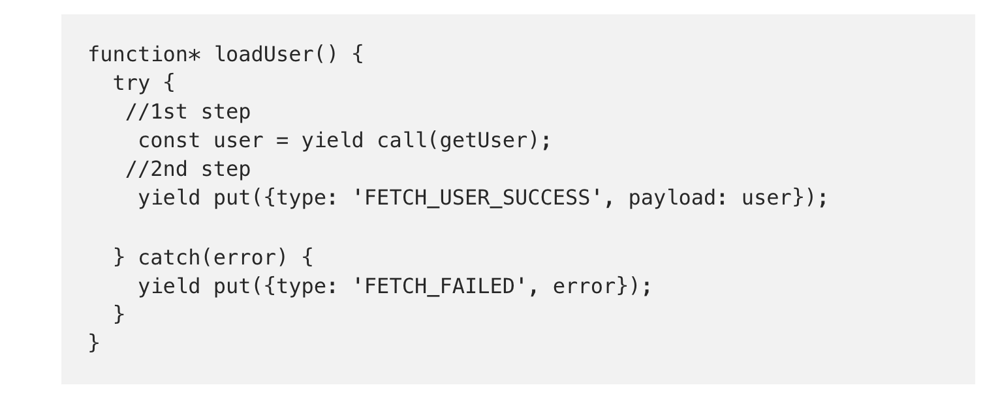 function* loadUser() {
  try {
   //1st step
    const user = yield call(getUser);
   //2nd step
    yield put({type: 'FETCH_USER_SUCCESS', payload: user});

  } catch(error) {
    yield put({type: 'FETCH_FAILED', error});
  }
}